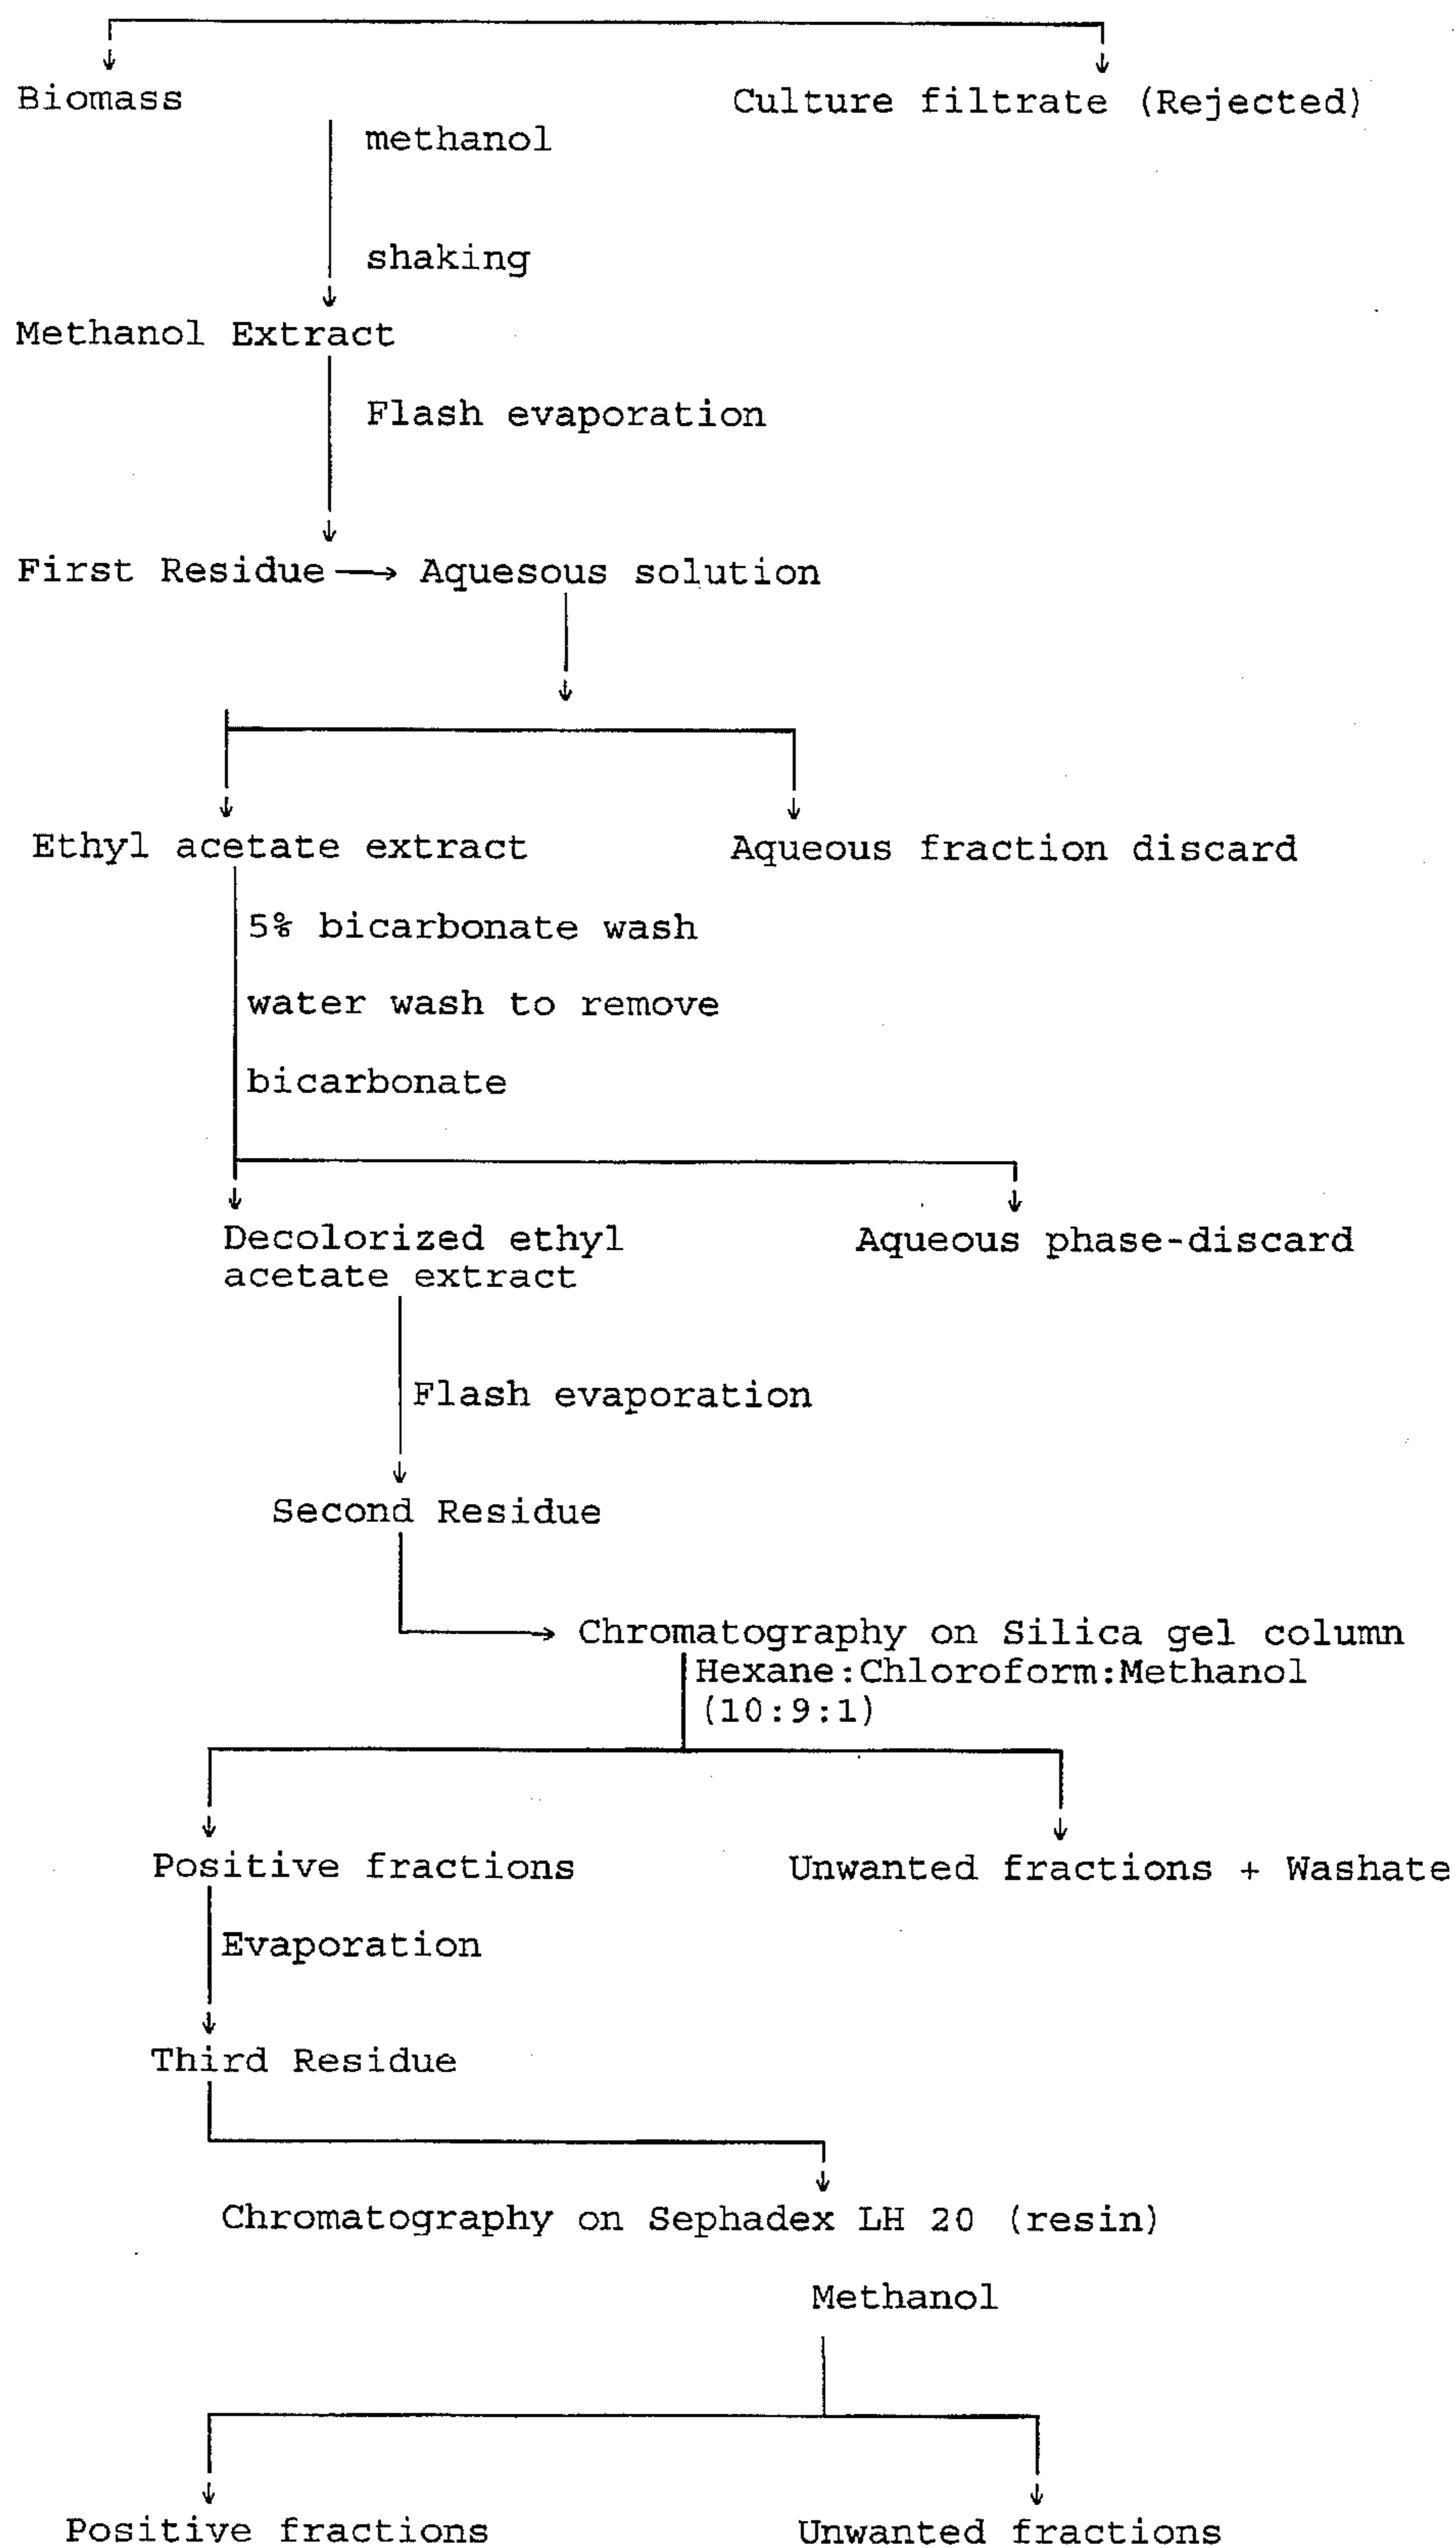 Biomass
Culture filtrate (Rejected)
methanol
shaking
Methanol Extract
Flash evaporation
First Residue
Aquesous solution
Ethyl acetate extract
Aqueous fraction discard
5% bicarbonate wash
water wash to remove
bicarbonate
Decolorized ethyl
acetate extract
Aqueous phase-discard
Flash evaporation
Second Residue
Chromatography on Silica gel column
Hexane:Chloroform:Methanol
(10:9:1)
Positive fractions
Unwanted fractions + Washate
Evaporation
Third Residue
Chromatography on Sephadex LH 20 (resin)
Methanol
Positive fractions
Unwanted fractions